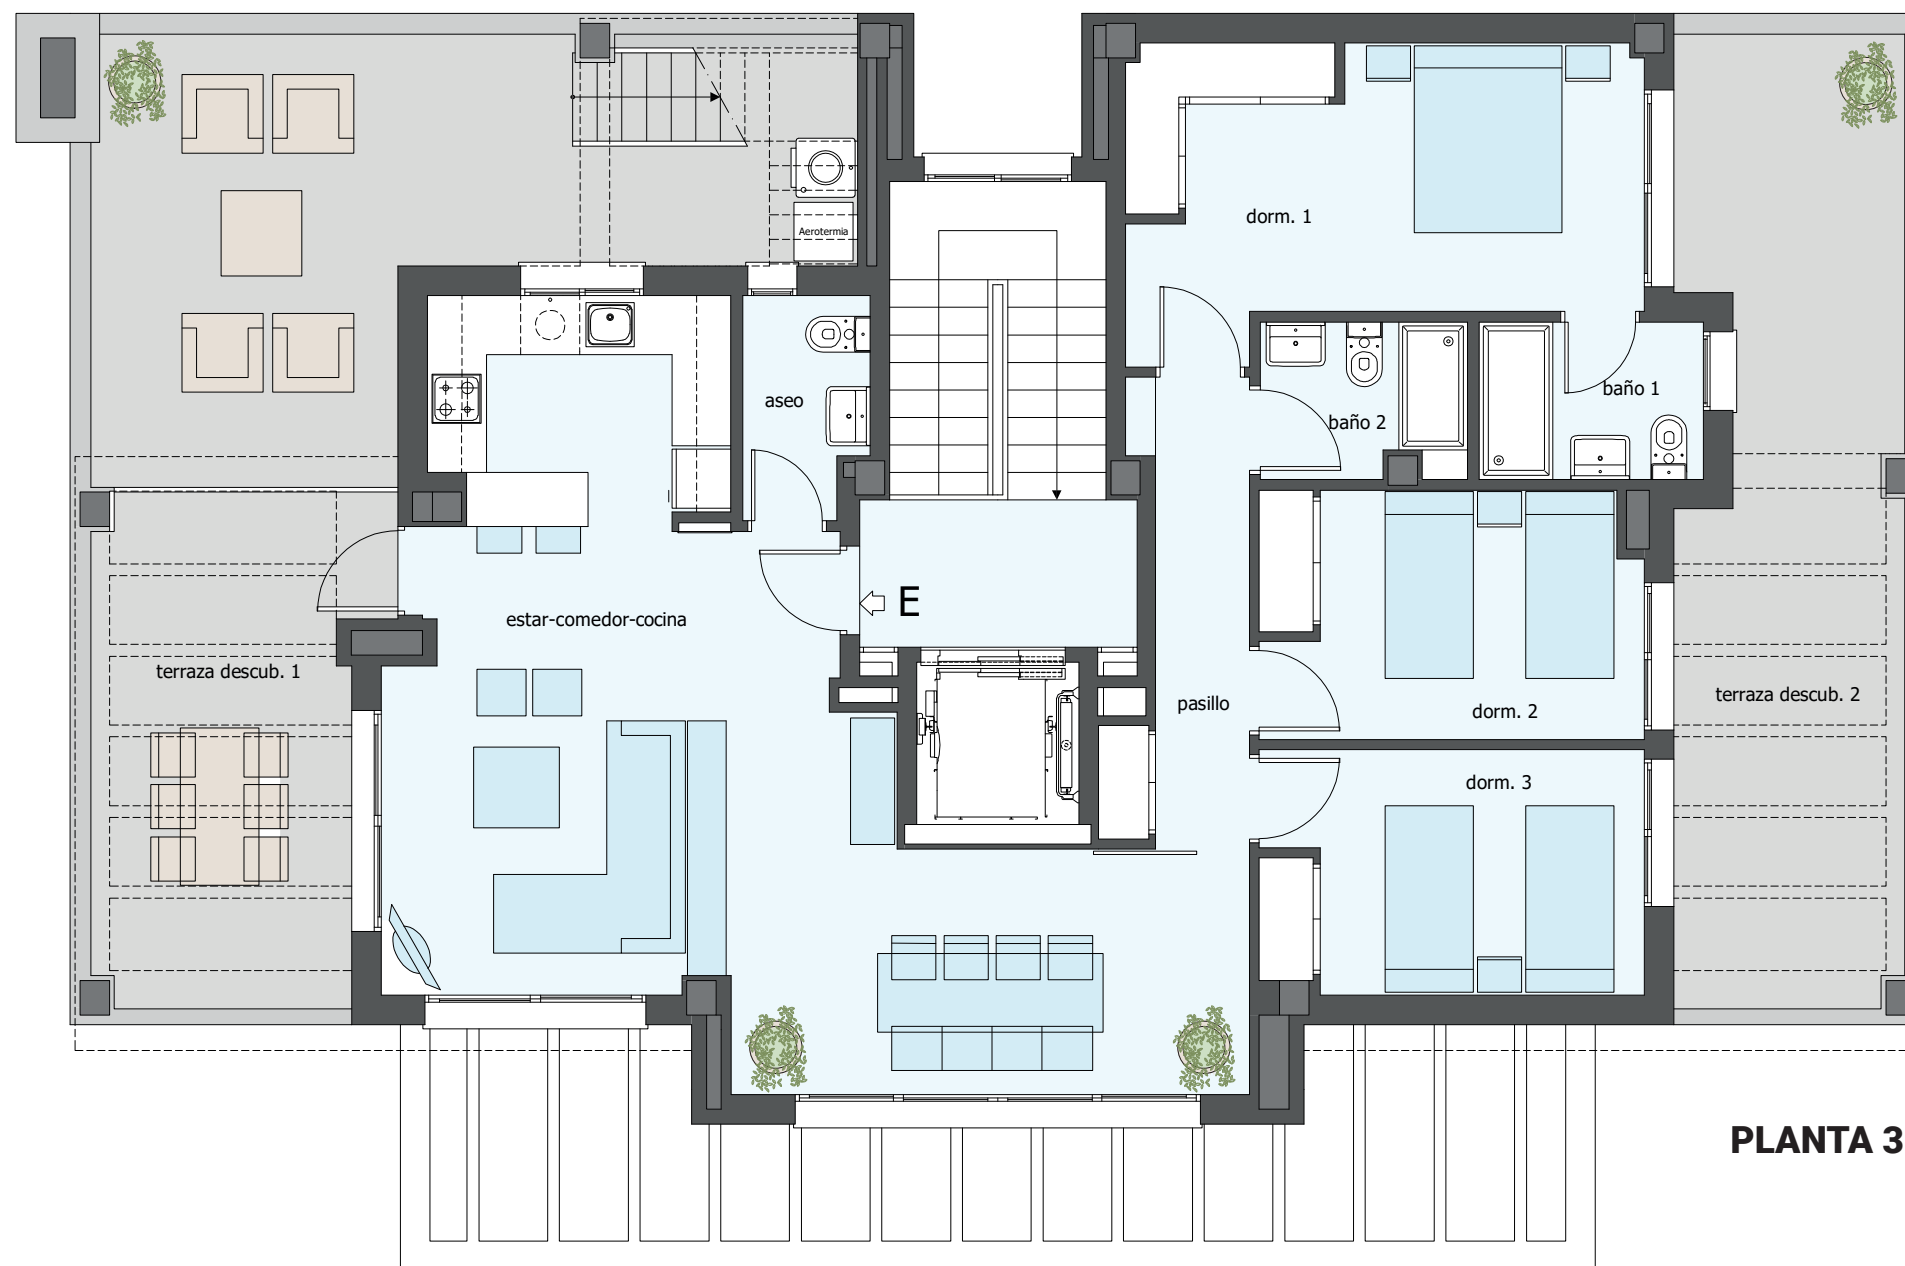 dorm. 1
Aerotermia
aseo
baño 1
baño 2
E
estar-comedor-cocina
terraza descub. 1
pasillo
dorm. 2
terraza descub. 2
dorm. 3
PLANTA 3